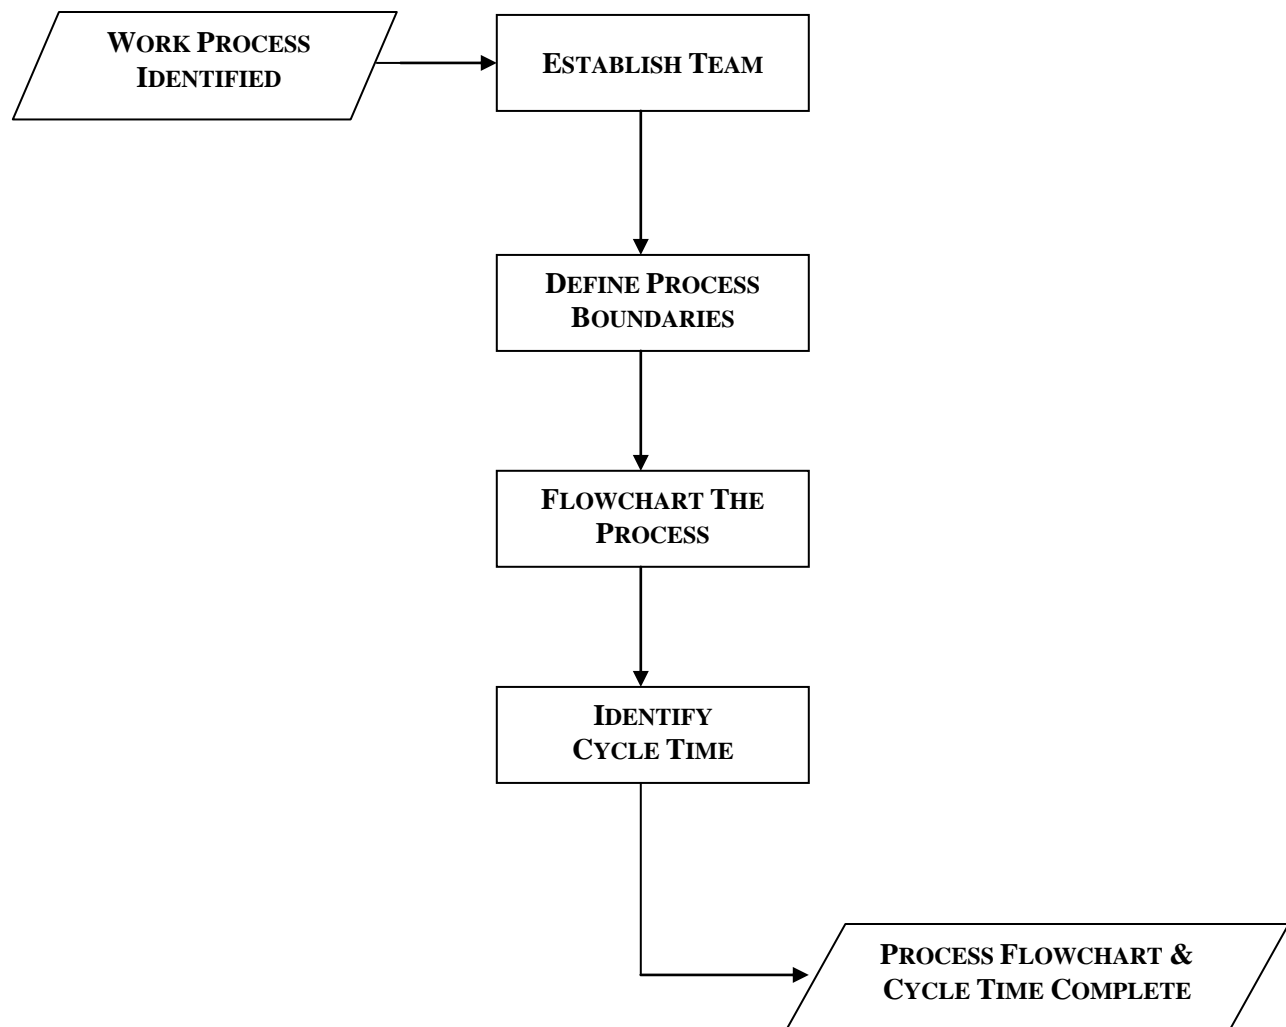 WORK PROCESS
IDENTIFIED
ESTABLISH TEAM
DEFINE PROCESS
BOUNDARIES
FLOWCHART THE
PROCESS
IDENTIFY
CYCLE TIME
PROCESS FLOWCHART &
CYCLE TIME COMPLETE